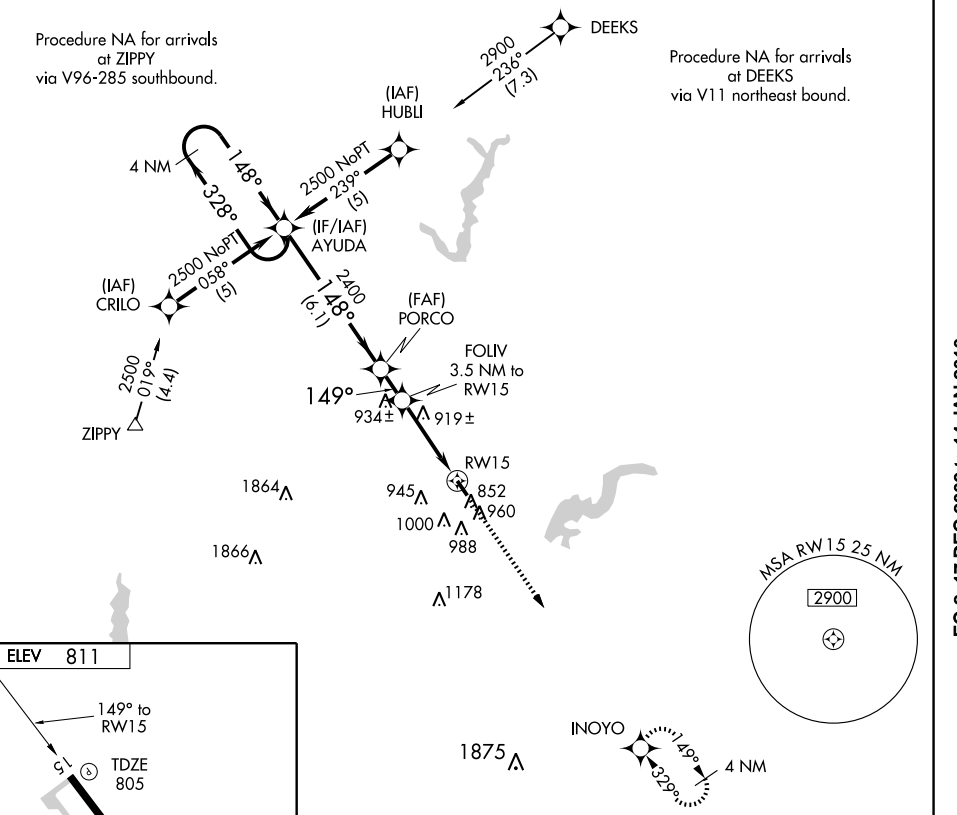 Procedure NA for arrivals
at ZIPPY
via V96-285 southbound.
DEEKS
2900
236°
(7.3)
Procedure NA for arrivals
at DEEKS
via V11 northeast bound.
(IAF)
HUBLI
4 NM
148°
328°
2500 NoPT
239°
(5)
(IF/IAF)
AYUDA
2500 NoPT
058°
(5)
(IAF)
CRILO
2400
148°
(6.1)
(FAF)
PORCO
2500
019°
(4.4)
FOLIV
3.5 NM to
RW15
149°
934±
919±
ZIPPY
RW15
1864
945
852
960
1000
988
1866
1178
MSA RW15 25 NM
2900
ELEV 811
149° to
RW15
15
P
TDZE
805
INOYO
149°
329°
4 NM
1875